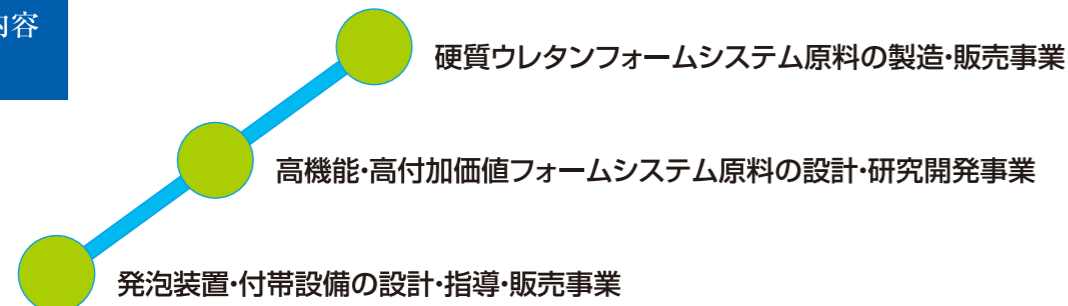 内容
硬質ウレタンフォームシステム原料の製造・販売事業
高機能・高付加価値フォームシステム原料の設計・研究開発事業
発泡装置・付帯設備の設計・指導・販売事業